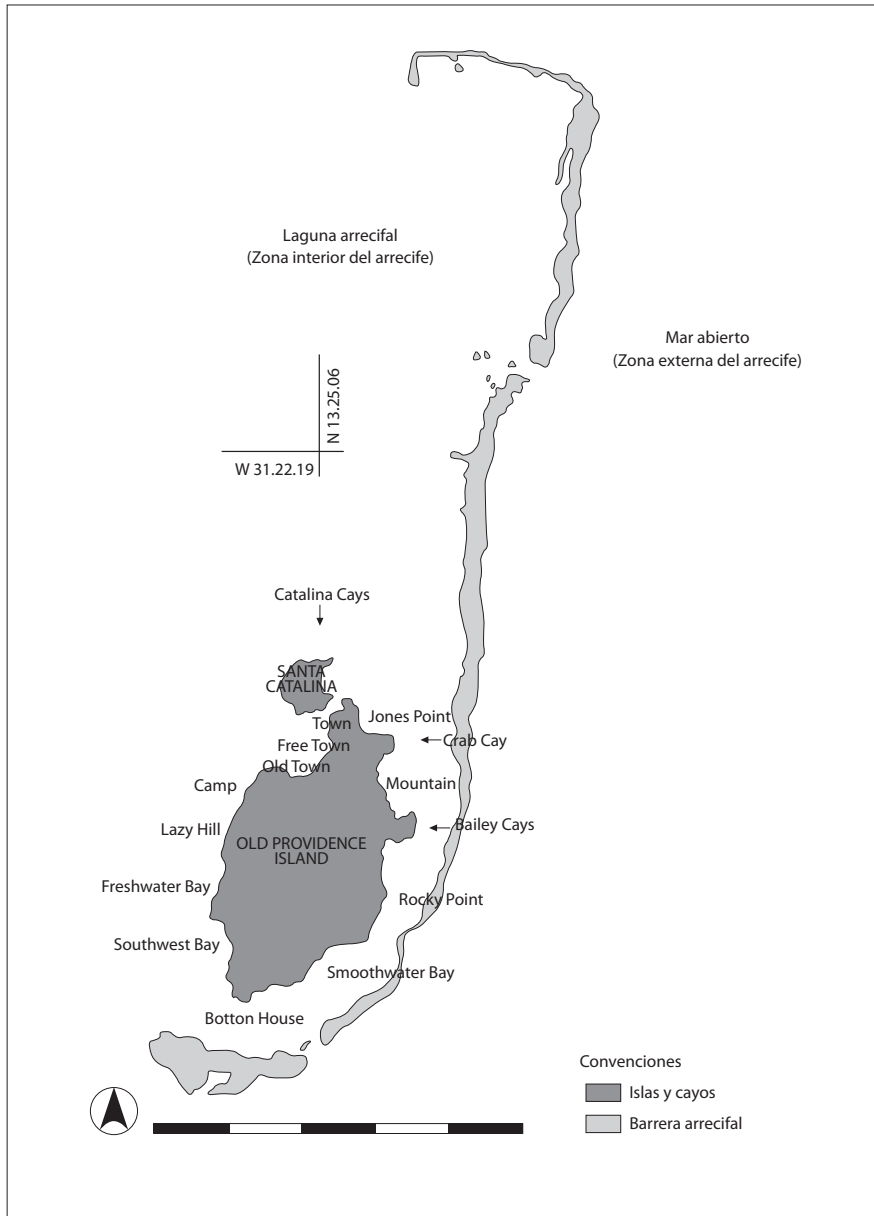 Laguna arrecifal
(Zona interior del arrecife)
Mar abierto
(Zona externa del arrecife)
N 13.25.06
W 31.22.19
Catalina Cays
SANTA
CATALINA
Town
Jones Point
Free Town
Crab Cay
Old Town
Camp
Mountain
Lazy Hill
Bailey Cays
OLD PROVIDENCE
ISLAND
Freshwater Bay
Rocky Point
Southwest Bay
Smoothwater Bay
Botton House
Convenciones
Islas y cayos
Barrera arrecifal